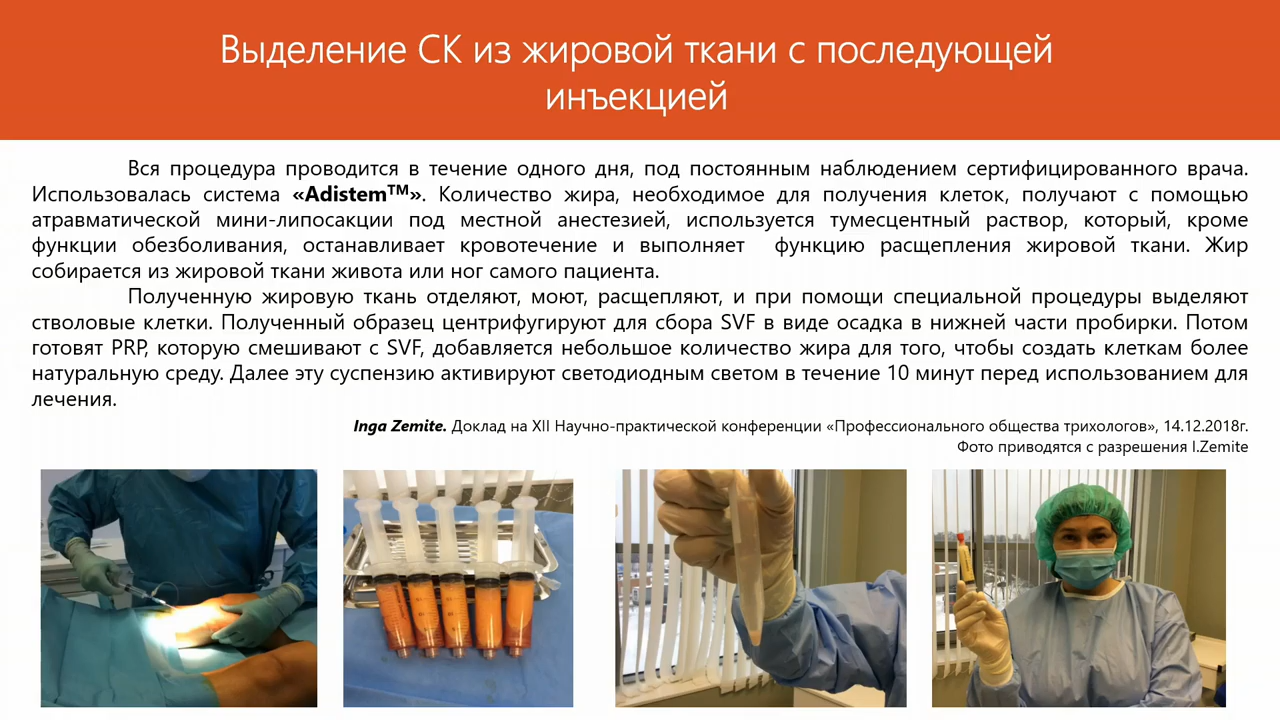 Выделение СК из жировой ткани с последующей
инъекцией
Вся процедура проводится в течение одного дня, под постоянным наблюдением сертифицированного врача.
Использовалась система «Adistem™». Количество жира, необходимое для получения клеток, получают с помощью
атравматической мини-липосакции под местной анестезией, используется тумесцентный раствор, который, кроме
функции обезболивания, останавливает кровотечение и выполняет функцию расщепления жировой ткани. Жир
собирается из жировой ткани живота или ног самого пациента.
Полученную жировую ткань отделяют, моют, расщепляют, и при помощи специальной процедуры выделяют
стволовые клетки. Полученный образец центрифугируют для сбора SVF в виде осадка в нижней части пробирки. Потом
готовят PRP, которую смешивают с SVF, добавляется небольшое количество жира для того, чтобы создать клеткам более
натуральную среду. Далее эту суспензию активируют светодиодным светом в течение 10 минут перед использованием для
лечения.
Inga Zemite. Доклад на XII Научно-практической конференции «Профессионального общества трихологов», 14.12.2018г.
Фото приводятся с разрешения I.Zemite